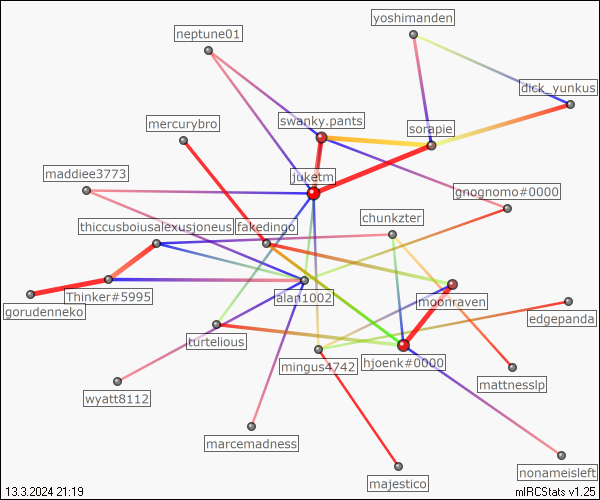 yoshimanden
neptune01
dick_yunkus
swanky.pants
mercurybro
sorapie
maddiee3773
juketm
gnognomo#0000
chunkzter
thiccusboiusalexusjoneus
fakedingo
Thinker#5995
alan1002
moonraven
gorudenneko
edgepanda
turtelious
mingus4742
hjoenk#0000
mattnesslp
wyatt8112
marcemadness
nonameisleft
majestico
13.3.2024 21:19
mIRCStats v1.25